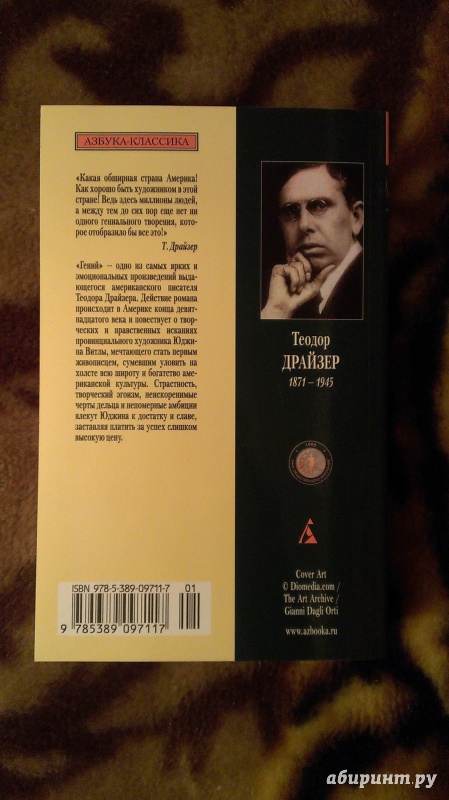 АЗБУКА-КЛАССИКА
«Какая обширная страна Америка!
Как хорошо быть художником в этой
стране! Ведь здесь миллионы людей,
а между тем до сих пор еще нет ни
одного гениального творения, кото-
рое отобразило бы все это!»
Т. Драйзер
«Гений» — одно из самых ярких и
эмоциональных произведений выда-
ющегося американского писателя
Теодора Драйзера. Действие романа
происходит в Америке конца девят-
надцатого века и повествует о твор-
ческих и нравственных исканиях
провинциального художника Юджи-
на Витлы, мечтающего стать первым
живописцем, сумевшим уловить на
холсте всю широту и богатство аме-
риканской культуры. Страстность,
творческий эгоизм, неискоренимые
черты дельца и непомерные амбиции
влекут Юджина к достатку и славе,
заставляя платить за успех слишком
высокую цену.
ISBN 978-5-389-09711-7
01
9 785389 097117
Теодор
ДРАЙЗЕР
1871 – 1945
Cover Art
© Diomedia.com /
The Art Archive /
Gianni Dagli Orti
www.azbooka.ru
абиринт.ру